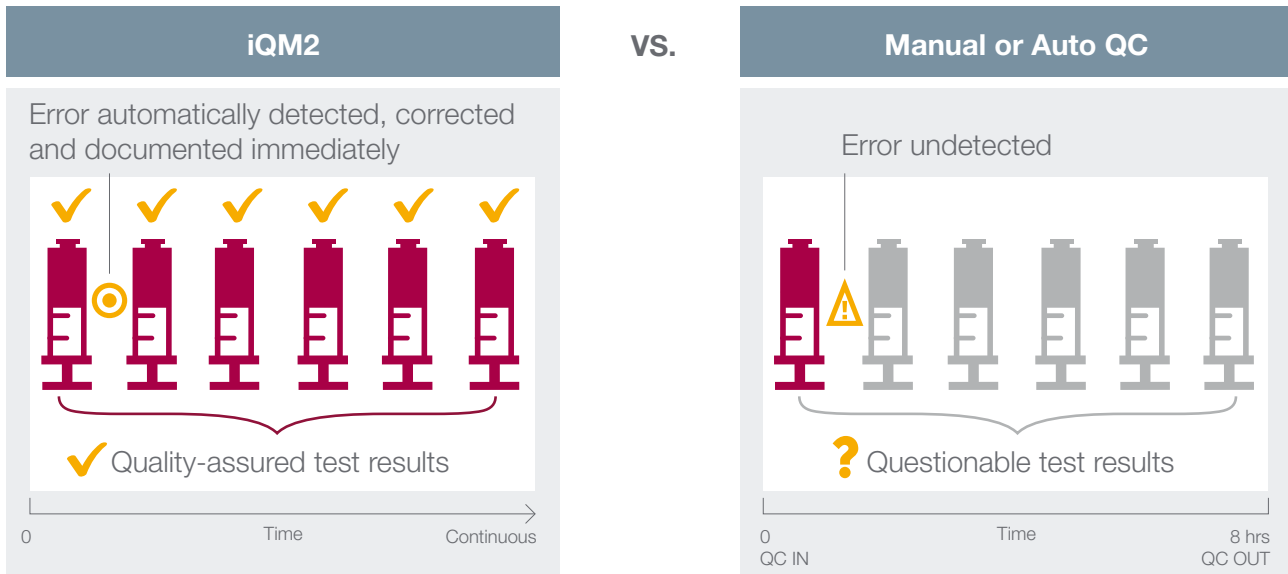 iQM2
vs.
Manual or Auto QC
Error automatically detected, corrected
and documented immediately
Quality-assured test results
0
Time
Continuous
Error undetected
!
? Questionable test results
0
QC IN
Time
8 hrs
QC OUT